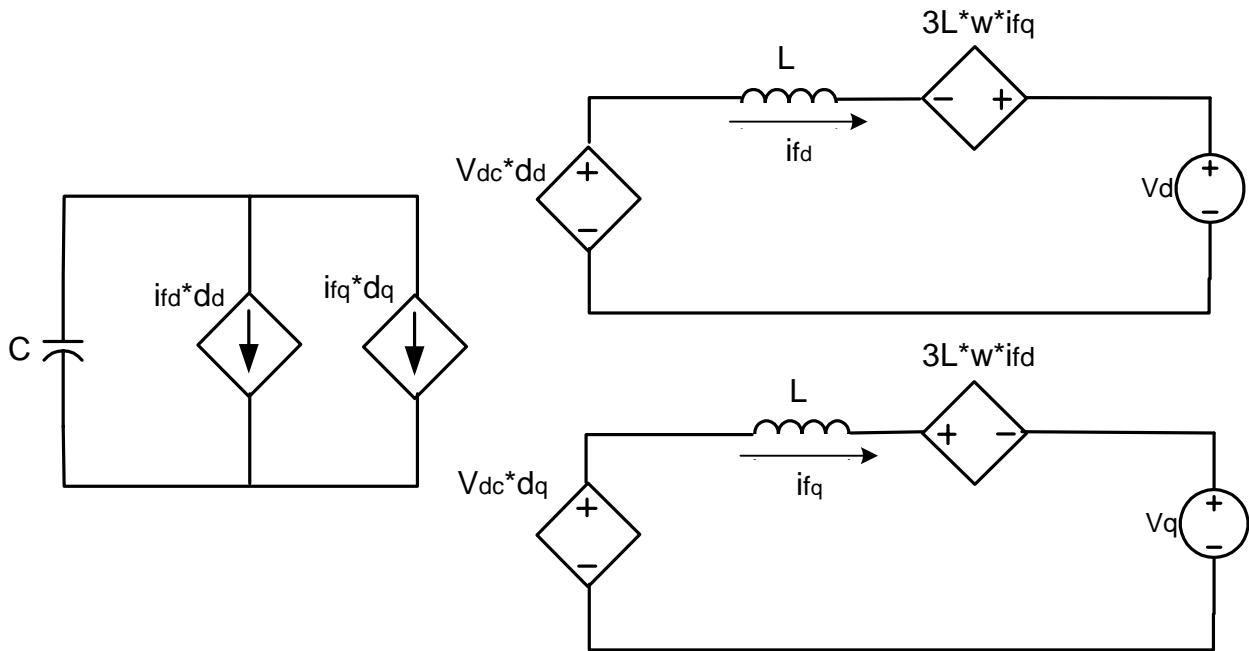 3L*w*ifq
L
ifd
Vdc*dd
+
−
− +
Vd
+
−
C
ifd*dd
ifq*dq
3L*w*ifd
L
ifq
Vdc*dq
+
−
+ −
Vq
+
−